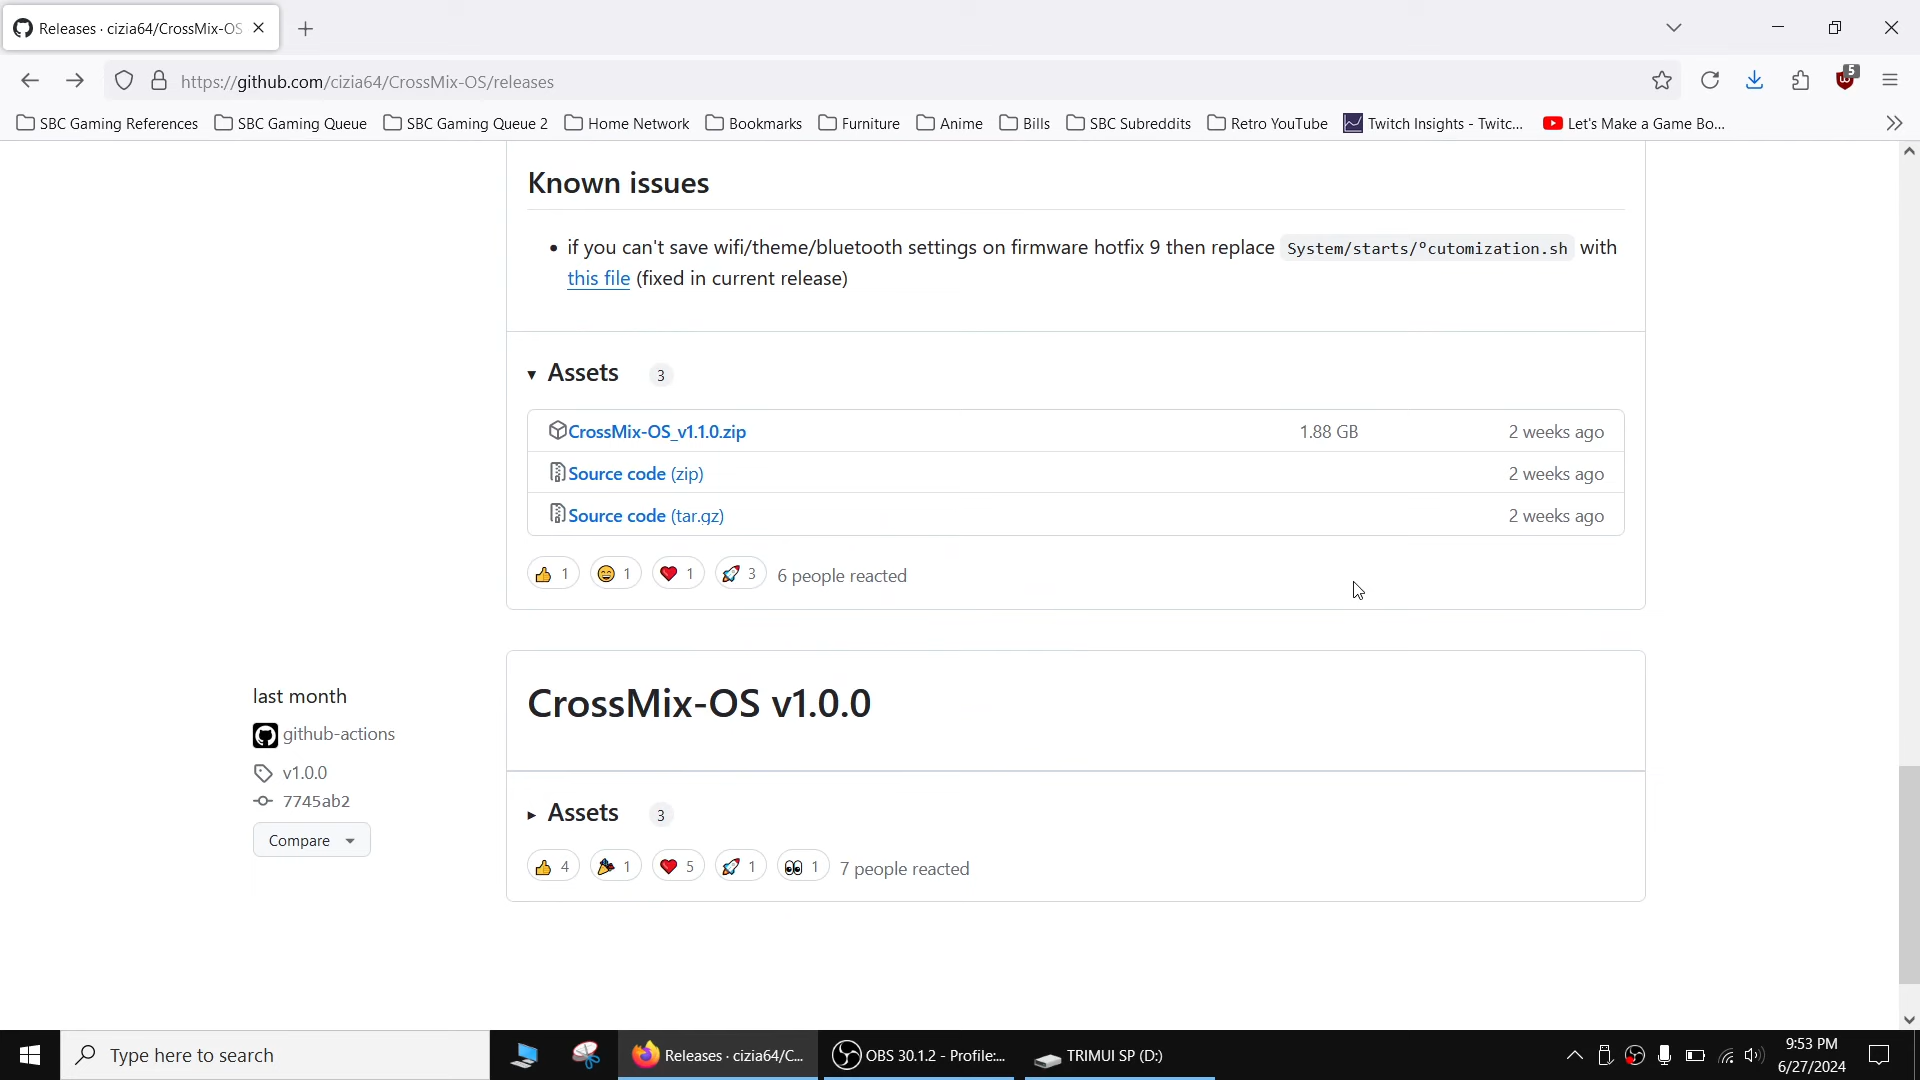 Releases · cizia64/CrossMix-OS
https://github.com/cizia64/CrossMix-OS/releases
5
SBC Gaming References
SBC Gaming Queue
SBC Gaming Queue 2
Home Network
Bookmarks
Furniture
Anime
Bills
SBC Subreddits
Retro YouTube
Twitch Insights - Twitc...
Let's Make a Game Bo...
Known issues
• if you can't save wifi/theme/bluetooth settings on firmware hotfix 9 then replace System/starts/°cutomization.sh with
this file (fixed in current release)
Assets 3
CrossMix-OS_v1.1.0.zip 1.88 GB 2 weeks ago
Source code (zip) 2 weeks ago
Source code (tar.gz) 2 weeks ago
1 1 1 3 6 people reacted
last month
github-actions
v1.0.0
7745ab2
Compare
CrossMix-OS v1.0.0
Assets 3
4 1 5 1 1 7 people reacted
Type here to search
Releases · cizia64/C...
OBS 30.1.2 - Profile:...
TRIMUI SP (D:)
9:53 PM
6/27/2024